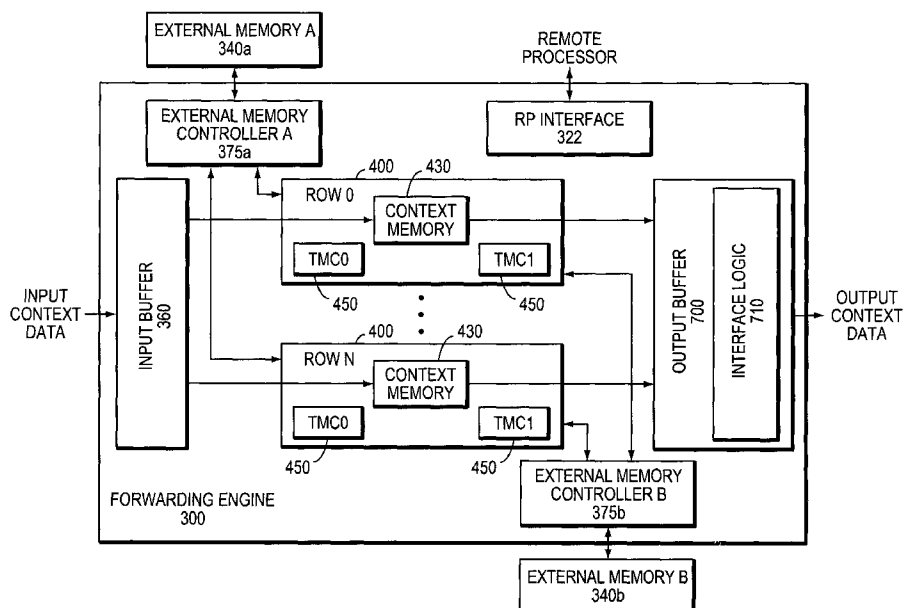 EXTERNAL MEMORY A
340a
REMOTE
PROCESSOR
EXTERNAL MEMORY
CONTROLLER A
375a
RP INTERFACE
322
400
430
ROW 0
CONTEXT
MEMORY
TMC0
TMC1
450
450
INPUT
CONTEXT
DATA
INPUT BUFFER
360
OUTPUT BUFFER
700
INTERFACE LOGIC
710
OUTPUT
CONTEXT
DATA
400
430
ROW N
CONTEXT
MEMORY
TMC0
TMC1
450
450
EXTERNAL MEMORY
CONTROLLER B
375b
FORWARDING ENGINE
300
EXTERNAL MEMORY B
340b